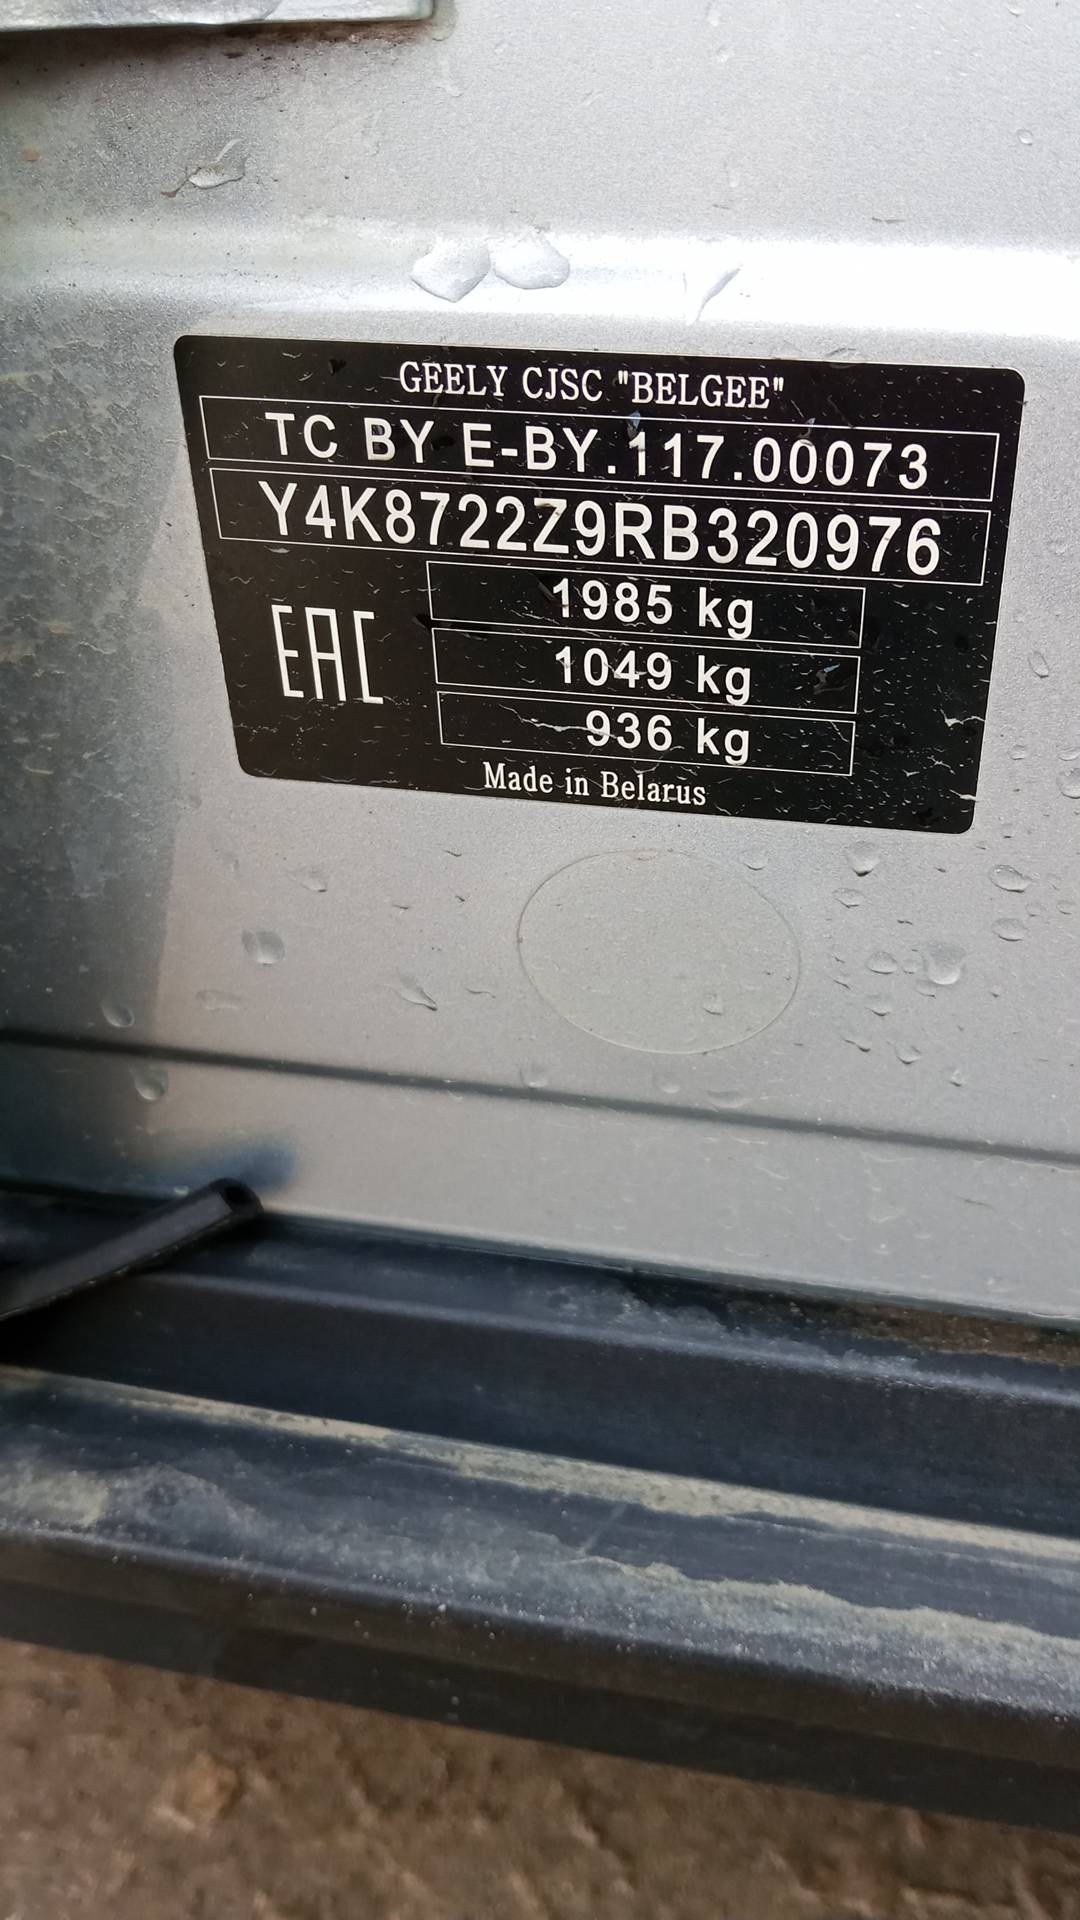 GEELY CJSC "BELGEE"
TC BY E-BY.117.00073
Y4K8722Z9RB320976
1985 kg
EAC
1049 kg
936 kg
Made in Belarus